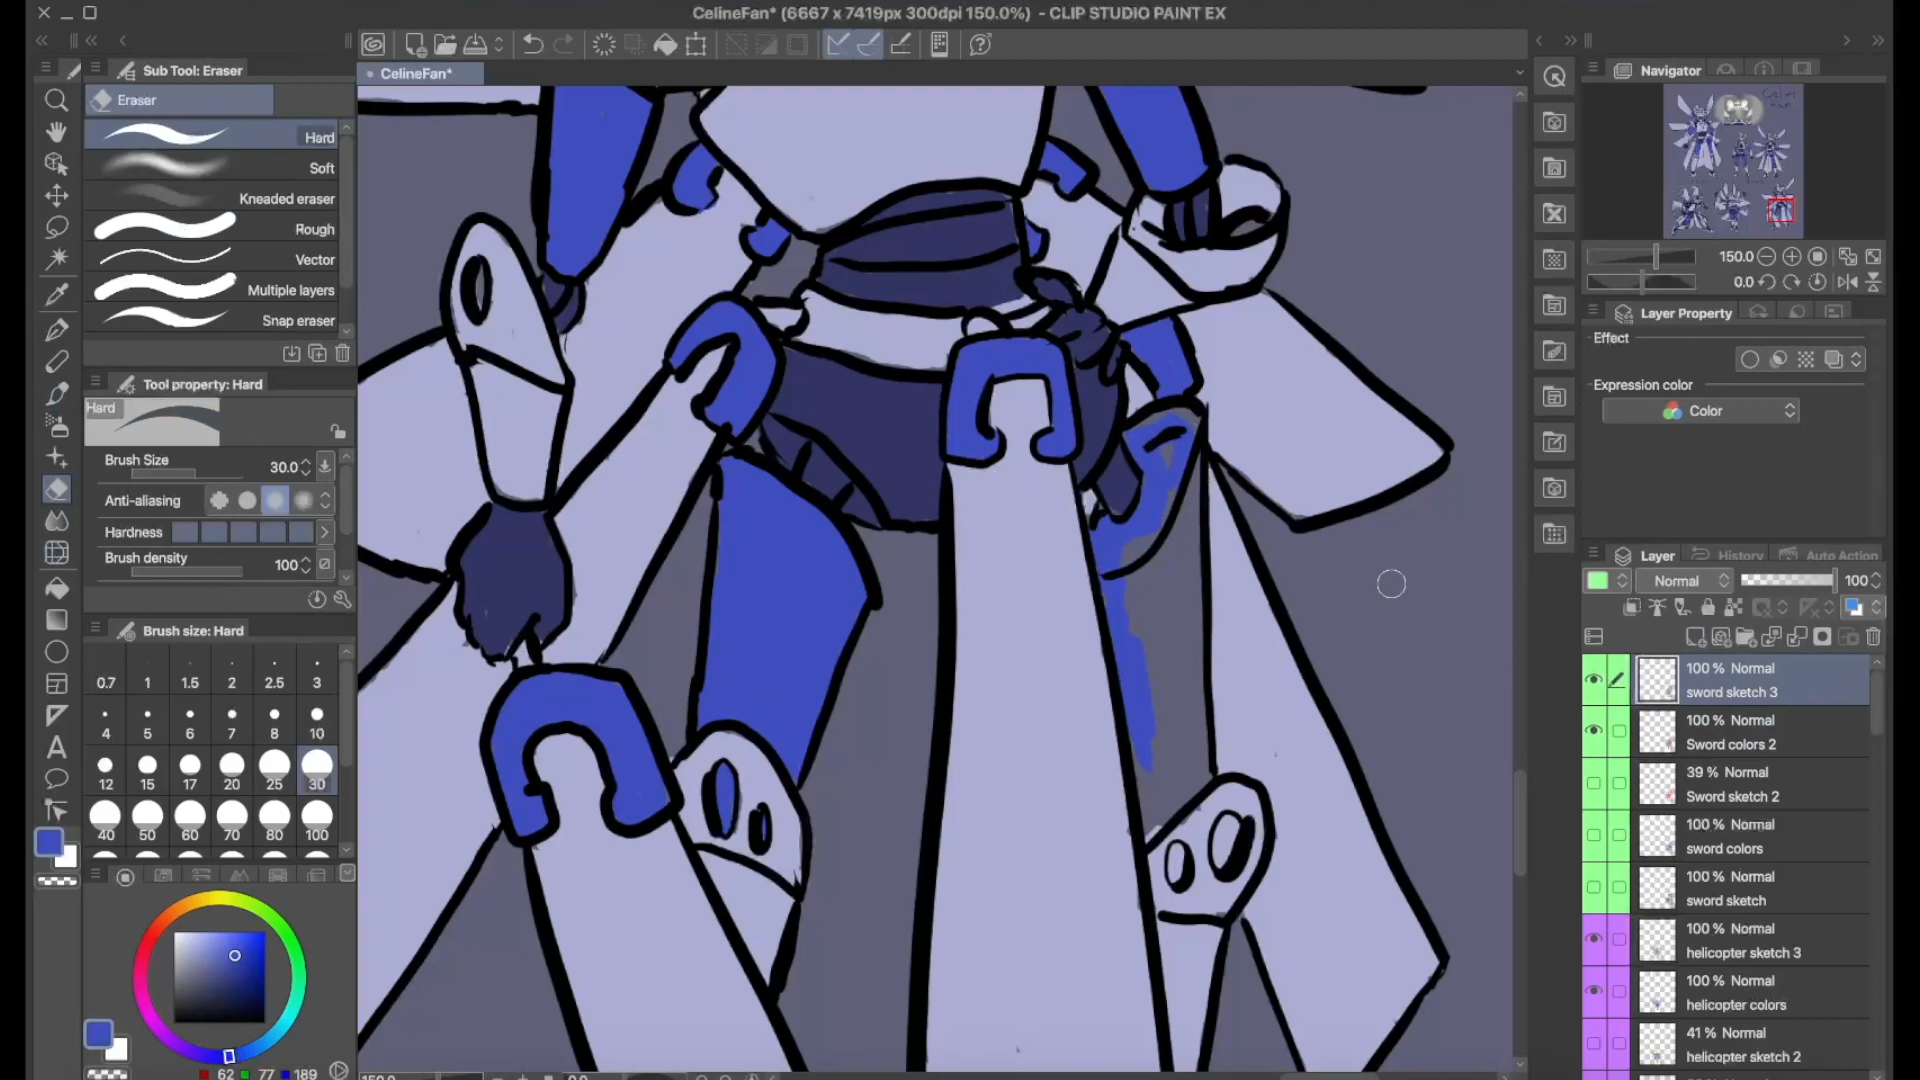 CelineFan* (6667 x 7419px 300dpi 150.0%) - CLIP STUDIO PAINT EX
Sub Tool: Eraser
CelineFan*
Navigator
Eraser
Hard
Soft
Kneaded eraser
Rough
Vector
Multiple layers
Snap eraser
150.0
0.0
Layer Property
Effect
Expression color
Color
Tool property: Hard
Hard
Brush Size
30.0
Anti-aliasing
Hardness
Brush density
100
Brush size: Hard
0.7 1 1.5 2 2.5 3
4 5 6 7 8 10
12 15 17 20 25 30
40 50 60 70 80 100
62 77 189
Layer
History
Auto Action
Normal
100
100 % Normal
sword sketch 3
100 % Normal
Sword colors 2
39 % Normal
Sword sketch 2
100 % Normal
sword colors
100 % Normal
sword sketch
100 % Normal
helicopter sketch 3
100 % Normal
helicopter colors
41 % Normal
helicopter sketch 2
150.0
0.0